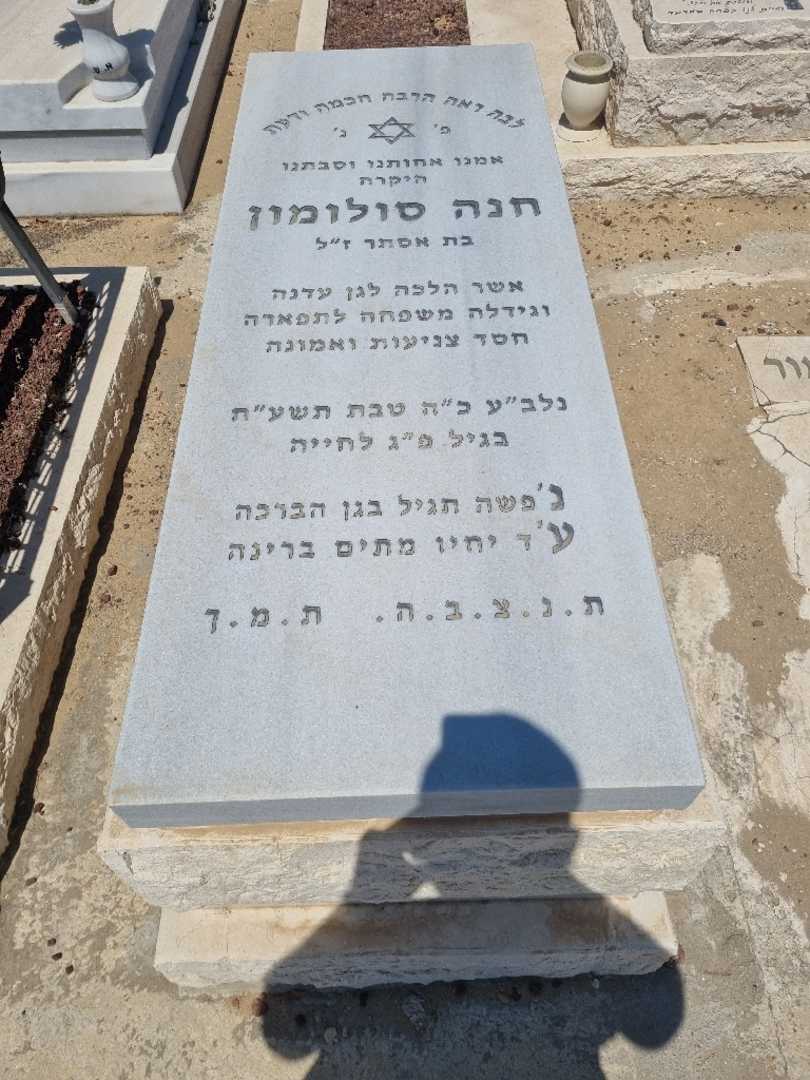 לבה ראה הרבה חכמה ודעת
פ' נ'
אמנו אחותנו וסבתנו
היקרה
חנה סולומון
בת אסתר ז״ל
אשר הלכה לגן עדנה
וגידלה משפחה לתפארה
חסד צניעות ואמונה
נלב״ע כ״ה טבת תשע״ח
בגיל פ״ג לחייה
נ'פשה תגיל בגן הברכה
ע'ד יחיו מתים ברינה
ת.נ.צ.ב.ה. ת.מ.ך